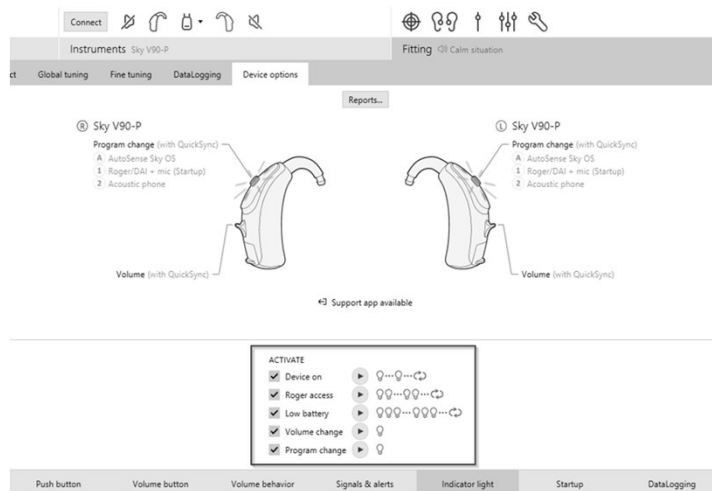 Connect
Instruments Sky V90-P
Fitting Calm situation
ct Global tuning Fine tuning DataLogging Device options
Reports...
R Sky V90-P
Program change (with QuickSync)
A AutoSense Sky OS
1 Roger/DAI + mic (Startup)
2 Acoustic phone
Volume (with QuickSync)
L Sky V90-P
Program change (with QuickSync)
A AutoSense Sky OS
1 Roger/DAI + mic (Startup)
2 Acoustic phone
Volume (with QuickSync)
Support app available
ACTIVATE
Device on
Roger access
Low battery
Volume change
Program change
Push button Volume button Volume behavior Signals & alerts Indicator light Startup DataLogging